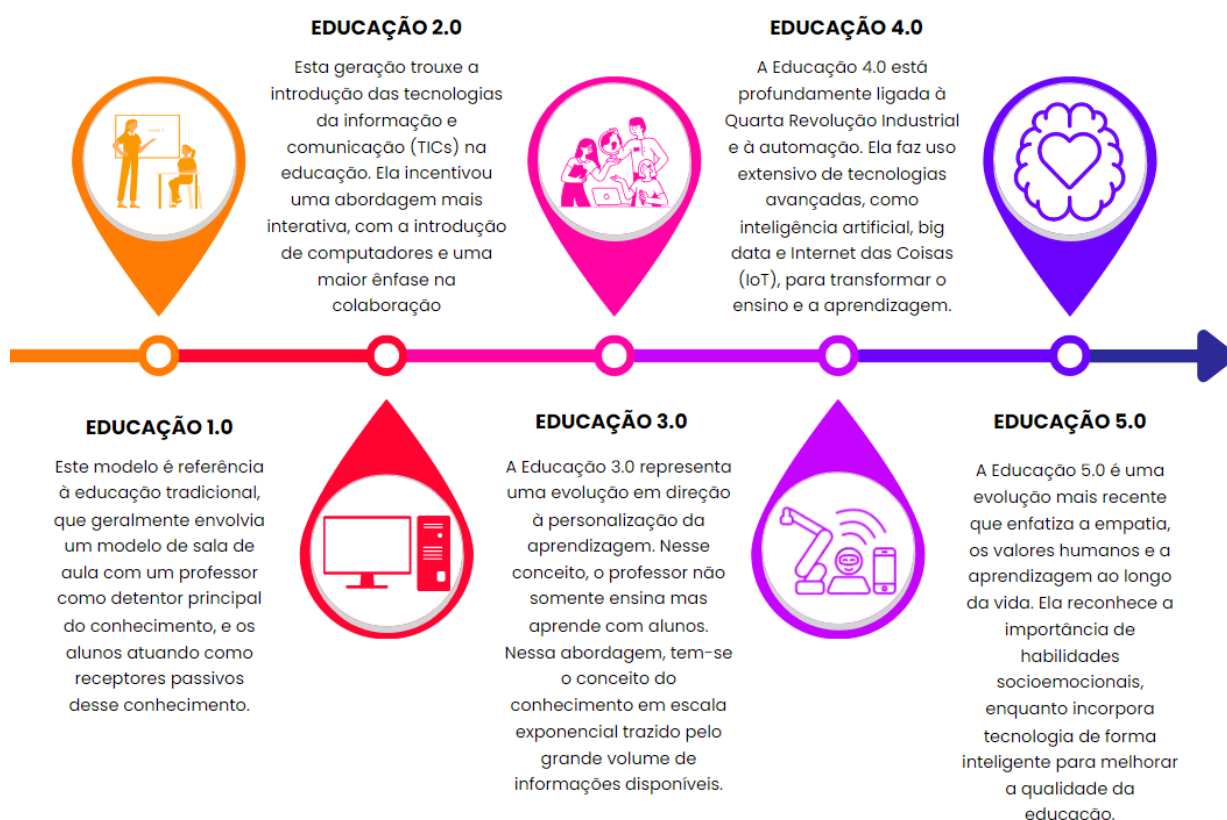 EDUCAÇÃO 1.0
Este modelo é referência
à educação tradicional,
que geralmente envolvia
um modelo de sala de
aula com um professor
como detentor principal
do conhecimento, e os
alunos atuando como
receptores passivos
desse conhecimento.
EDUCAÇÃO 2.0
Esta geração trouxe a
introdução das tecnologias
da informação e
comunicação (TICs) na
educação. Ela incentivou
uma abordagem mais
interativa, com a introdução
de computadores e uma
maior ênfase na
colaboração
EDUCAÇÃO 3.0
A Educação 3.0 representa
uma evolução em direção
à personalização da
aprendizagem. Nesse
conceito, o professor não
somente ensina mas
aprende com alunos.
Nessa abordagem, tem-se
o conceito do
conhecimento em escala
exponencial trazido pelo
grande volume de
informações disponíveis.
EDUCAÇÃO 4.0
A Educação 4.0 está
profundamente ligada à
Quarta Revolução Industrial
e à automação. Ela faz uso
extensivo de tecnologias
avançadas, como
inteligência artificial, big
data e Internet das Coisas
(IoT), para transformar o
ensino e a aprendizagem.
EDUCAÇÃO 5.0
A Educação 5.0 é uma
evolução mais recente
que enfatiza a empatia,
os valores humanos e a
aprendizagem ao longo
da vida. Ela reconhece a
importância de
habilidades
socioemocionais,
enquanto incorpora
tecnologia de forma
inteligente para melhorar
a qualidade da
educação.